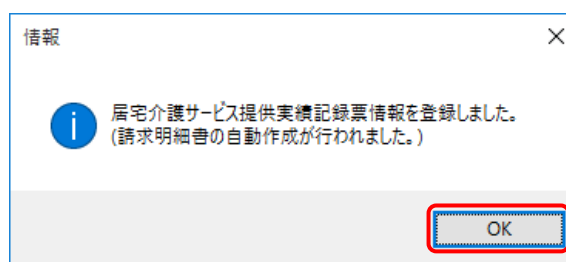 情報
居宅介護サービス提供実績記録票情報を登録しました。
(請求明細書の自動作成が行われました。)
OK